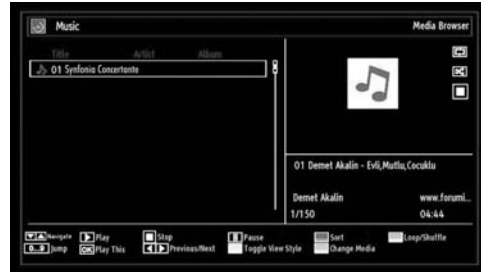 Music
Media Browser
Title Artist Album
01 Synfonia Concertante
01 Demet Akalin - Evli,Mutlu,Cocuklu
Demet Akalin www.forumi...
1/150 04:44
Navigate Play Stop Pause Sort Loop/Shuffle
0..9 Jump OK Play This Previous/Next Toggle View Style Change Media